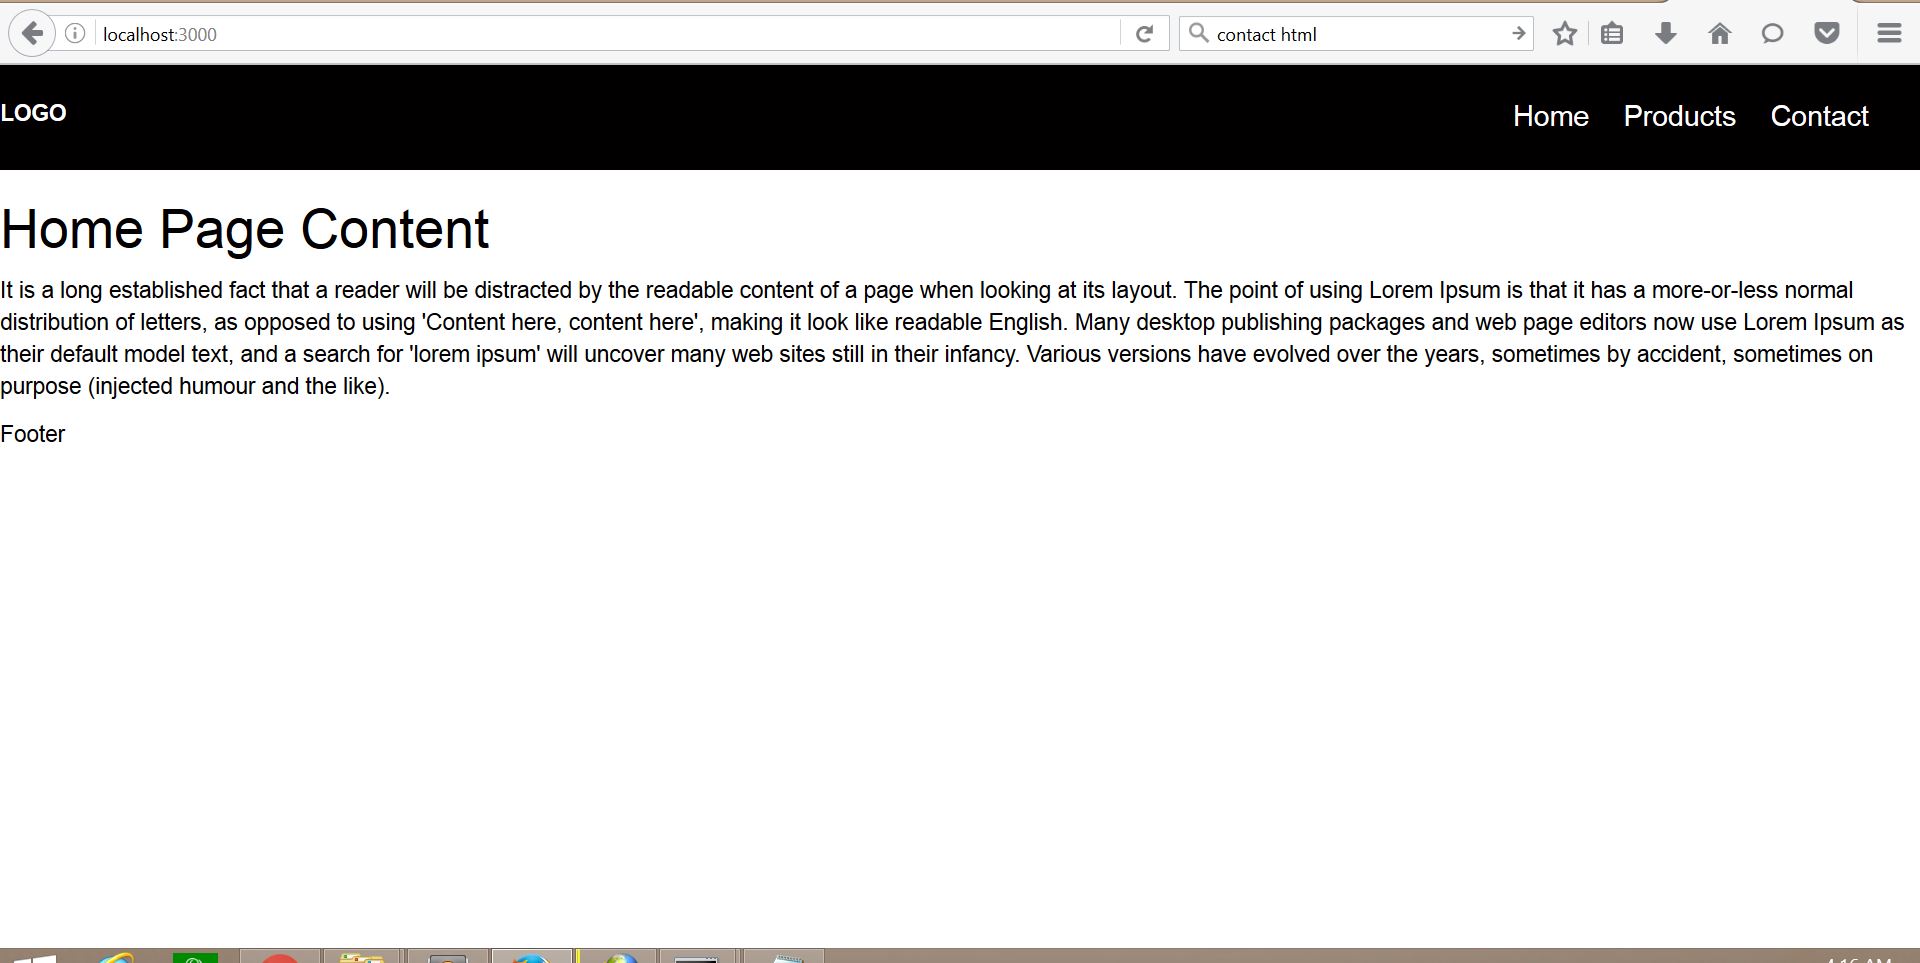 localhost:3000
contact html
LOGO
Home Products Contact
Home Page Content
It is a long established fact that a reader will be distracted by the readable content of a page when looking at its layout. The point of using Lorem Ipsum is that it has a more-or-less normal
distribution of letters, as opposed to using 'Content here, content here', making it look like readable English. Many desktop publishing packages and web page editors now use Lorem Ipsum as
their default model text, and a search for 'lorem ipsum' will uncover many web sites still in their infancy. Various versions have evolved over the years, sometimes by accident, sometimes on
purpose (injected humour and the like).
Footer